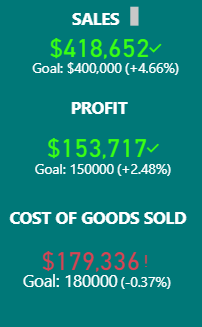 SALES
$418,652✓
Goal: $400,000 (+4.66%)
PROFIT
$153,717✓
Goal: 150000 (+2.48%)
COST OF GOODS SOLD
$179,336!
Goal: 180000 (-0.37%)